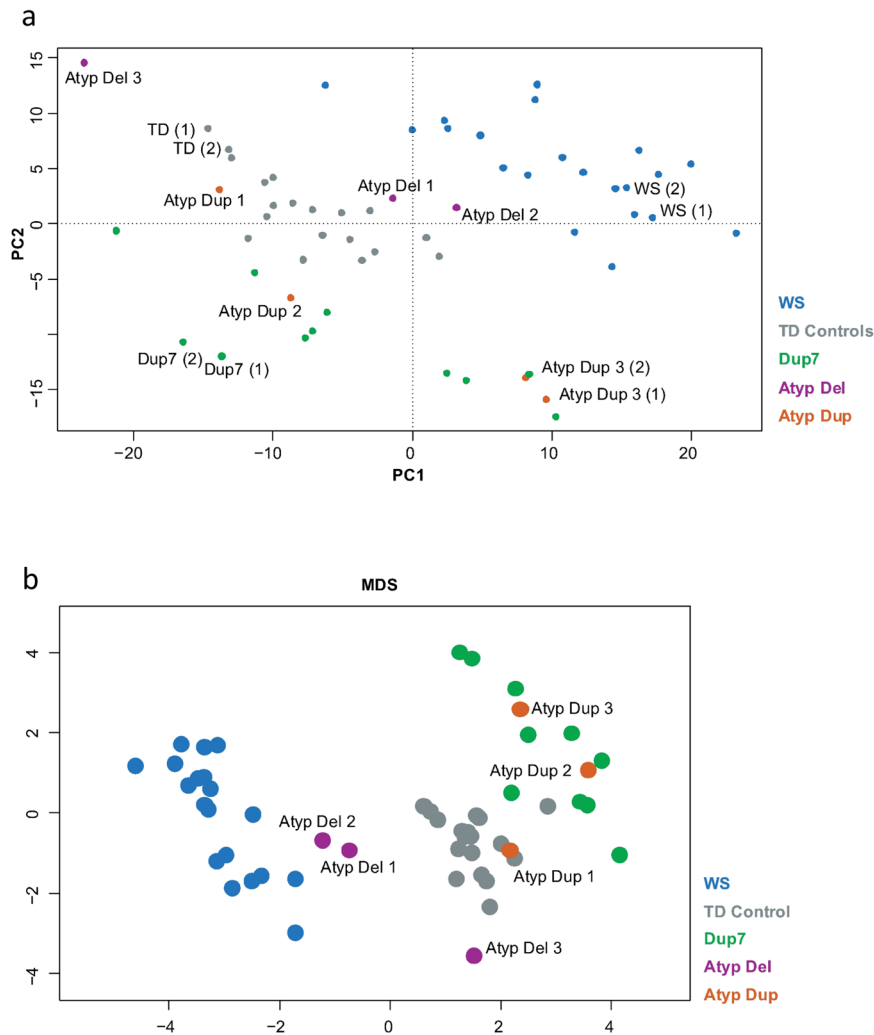 a
15
10
5
0
−5
−15
PC2
Atyp Del 3
TD (1)
TD (2)
Atyp Dup 1
Atyp Del 1
Atyp Del 2
WS (2)
WS (1)
Atyp Dup 2
Dup7 (2)
Dup7 (1)
Atyp Dup 3 (2)
Atyp Dup 3 (1)
−20
−10
0
10
20
PC1
WS
TD Controls
Dup7
Atyp Del
Atyp Dup
b
MDS
4
2
0
−2
−4
Atyp Dup 3
Atyp Dup 2
Atyp Del 2
Atyp Del 1
Atyp Dup 1
Atyp Del 3
−4
−2
0
2
4
WS
TD Control
Dup7
Atyp Del
Atyp Dup